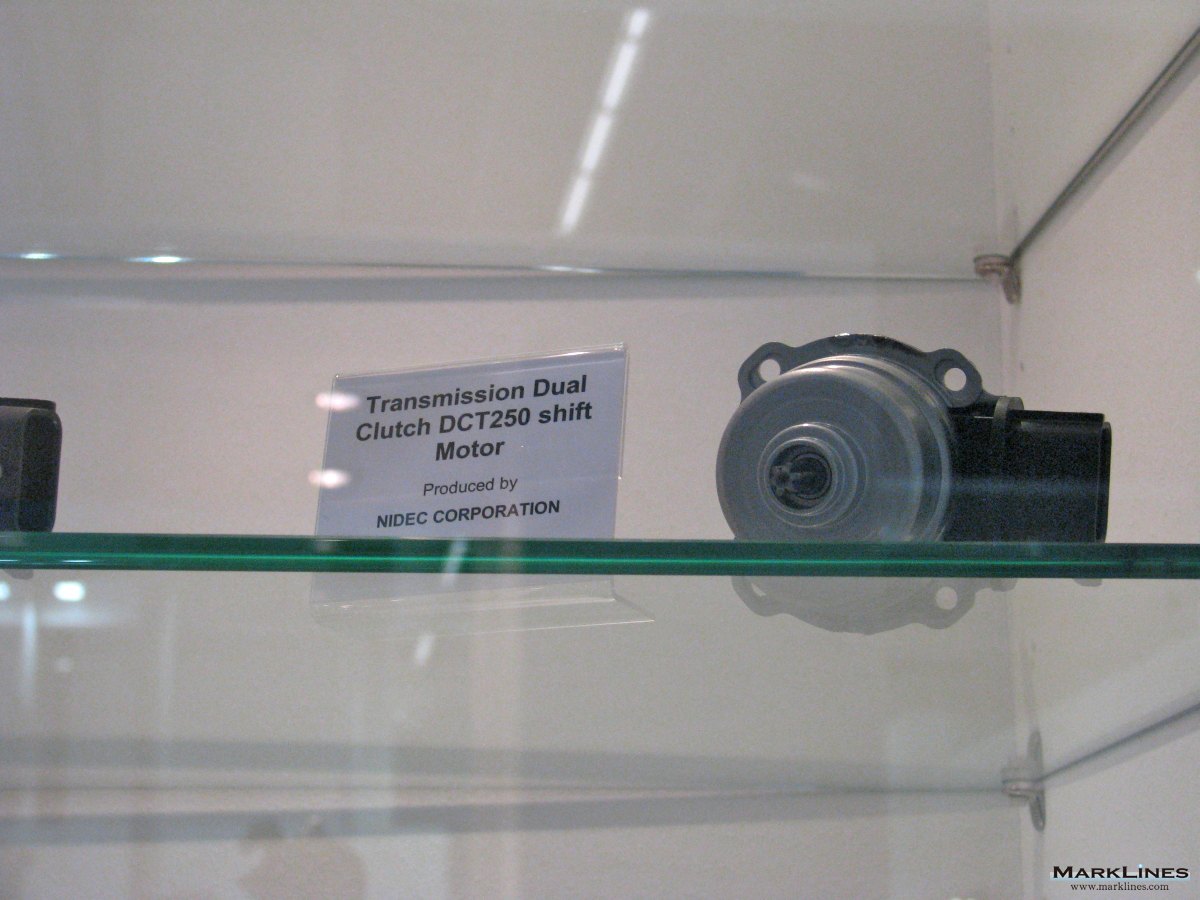 Transmission Dual
Clutch DCT250 shift
Motor
Produced by
NIDEC CORPORATION
MARKLINES
www.marklines.com